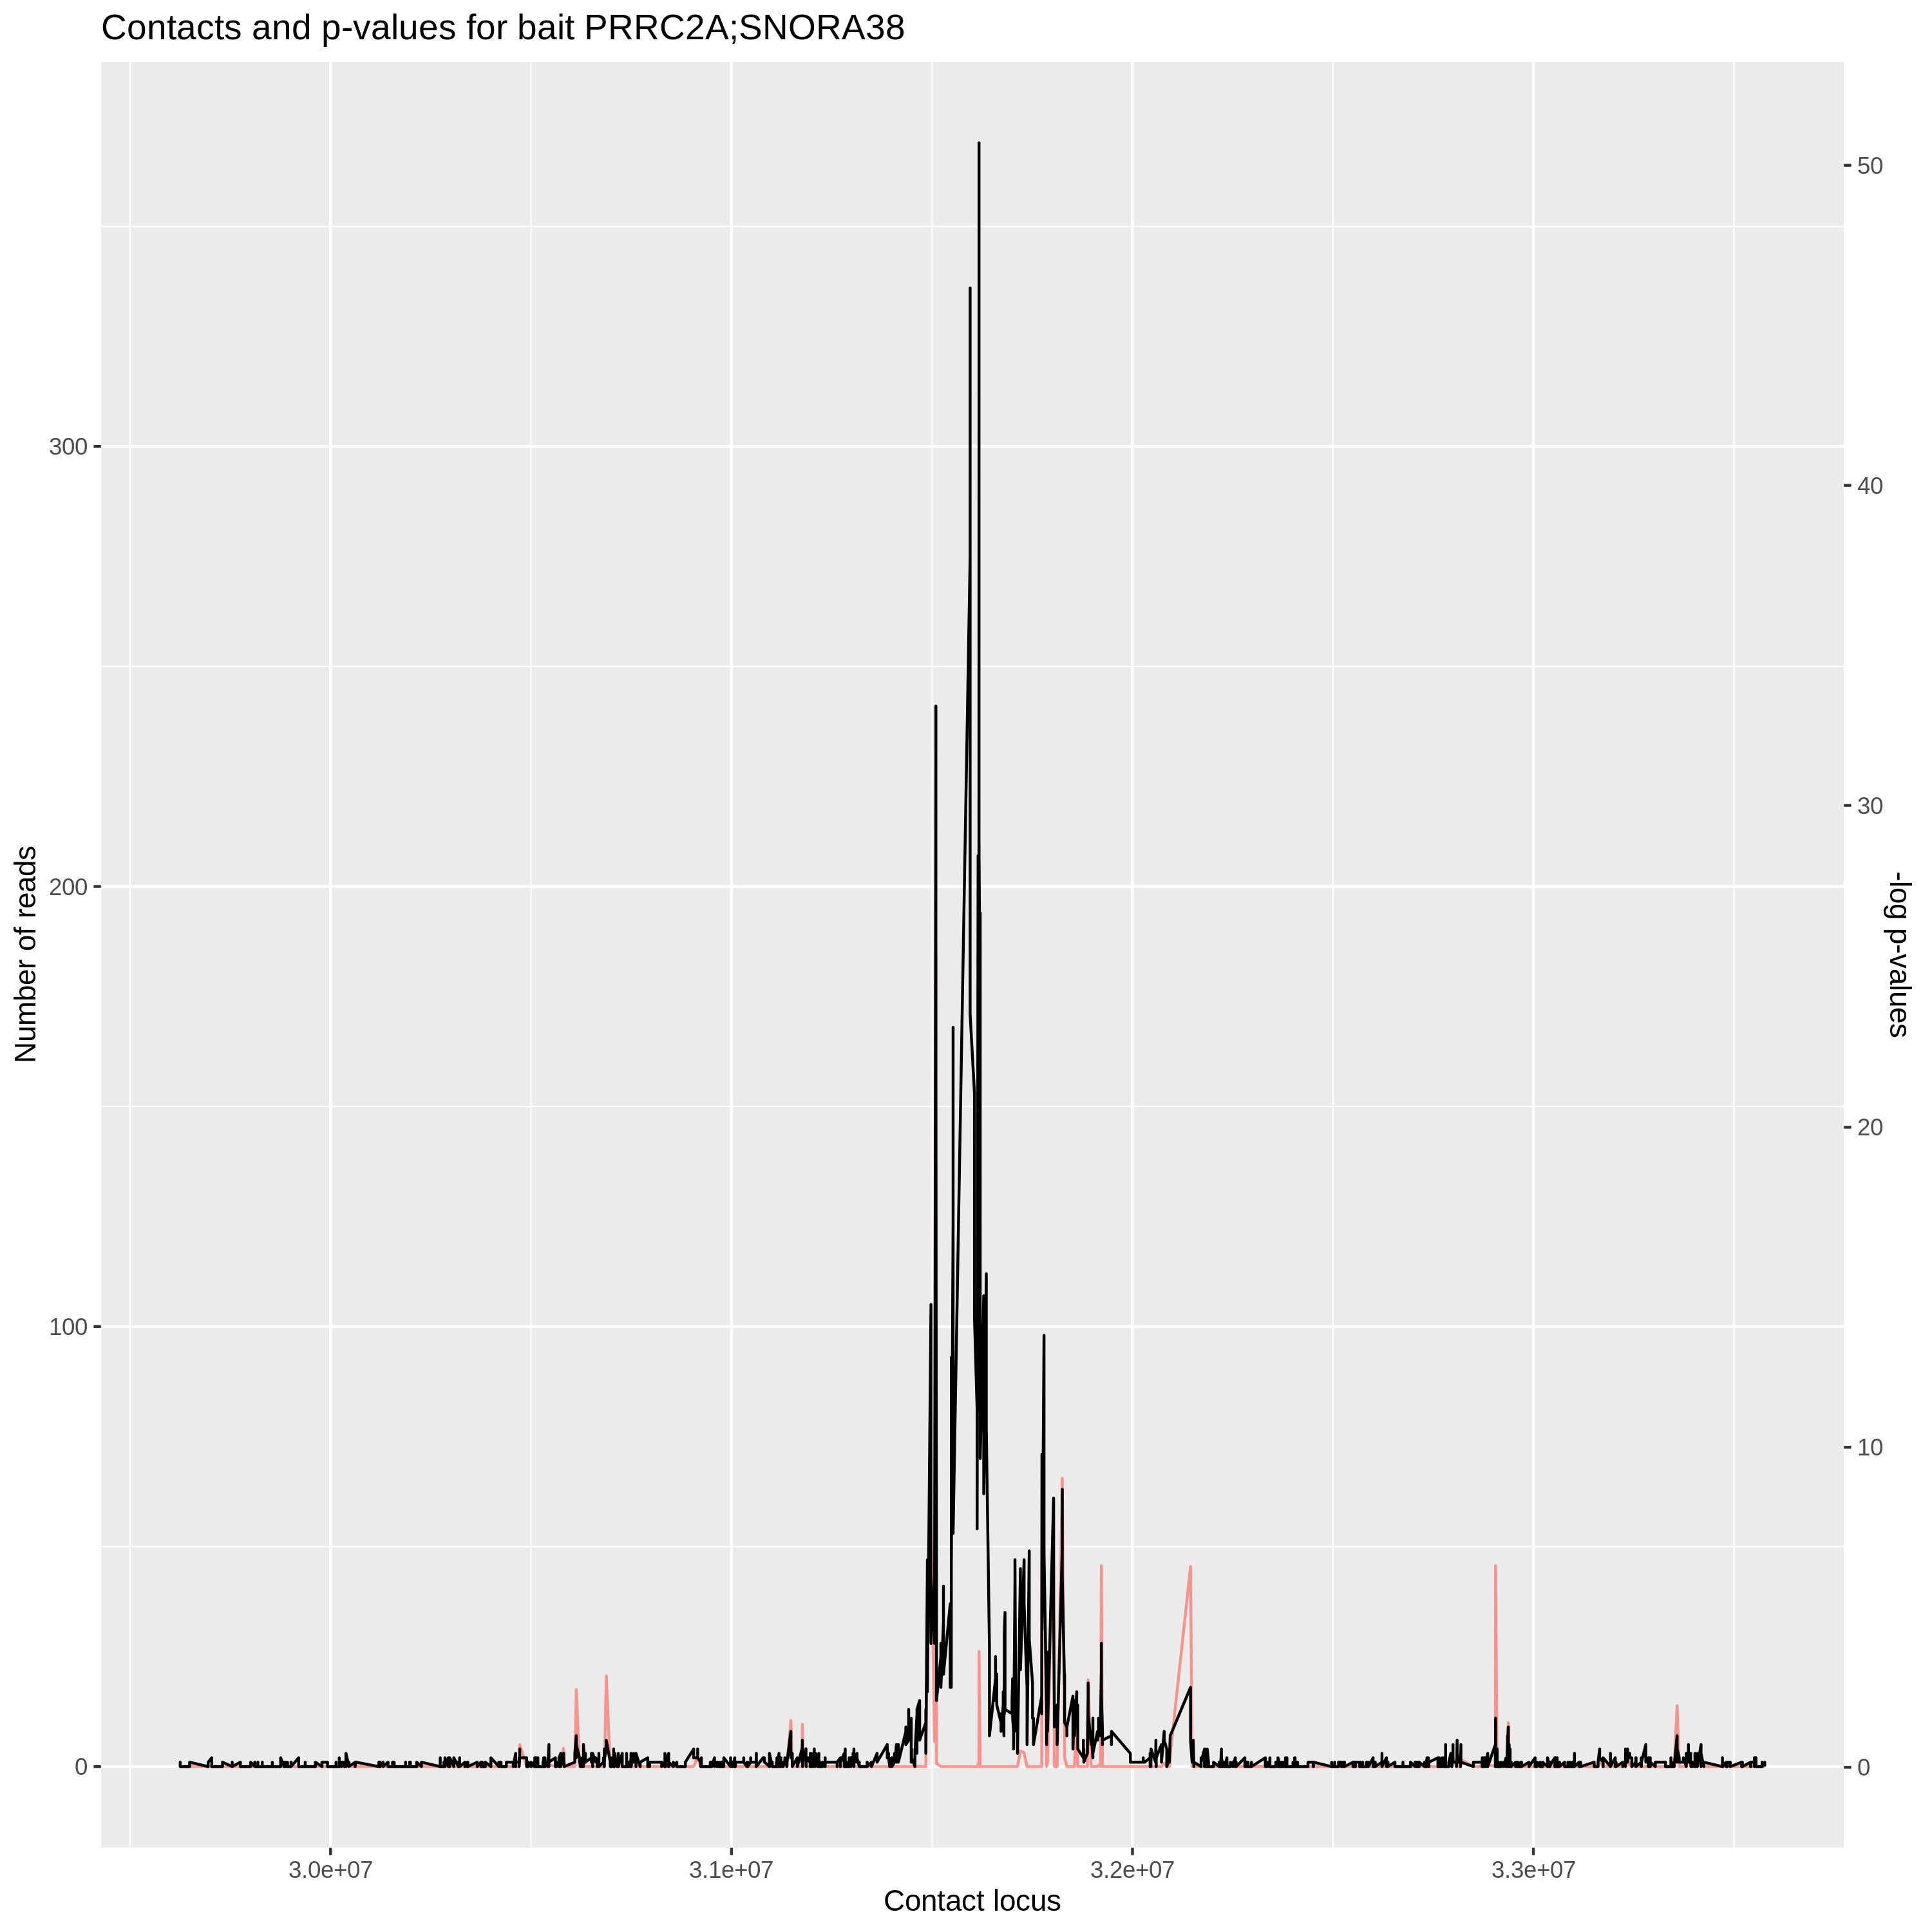 Contacts and p-values for bait PRRC2A;SNORA38
Number of reads
300
200
100
0
50
40
30
20
10
0
-log p-values
3.0e+07
3.1e+07
3.2e+07
3.3e+07
Contact locus